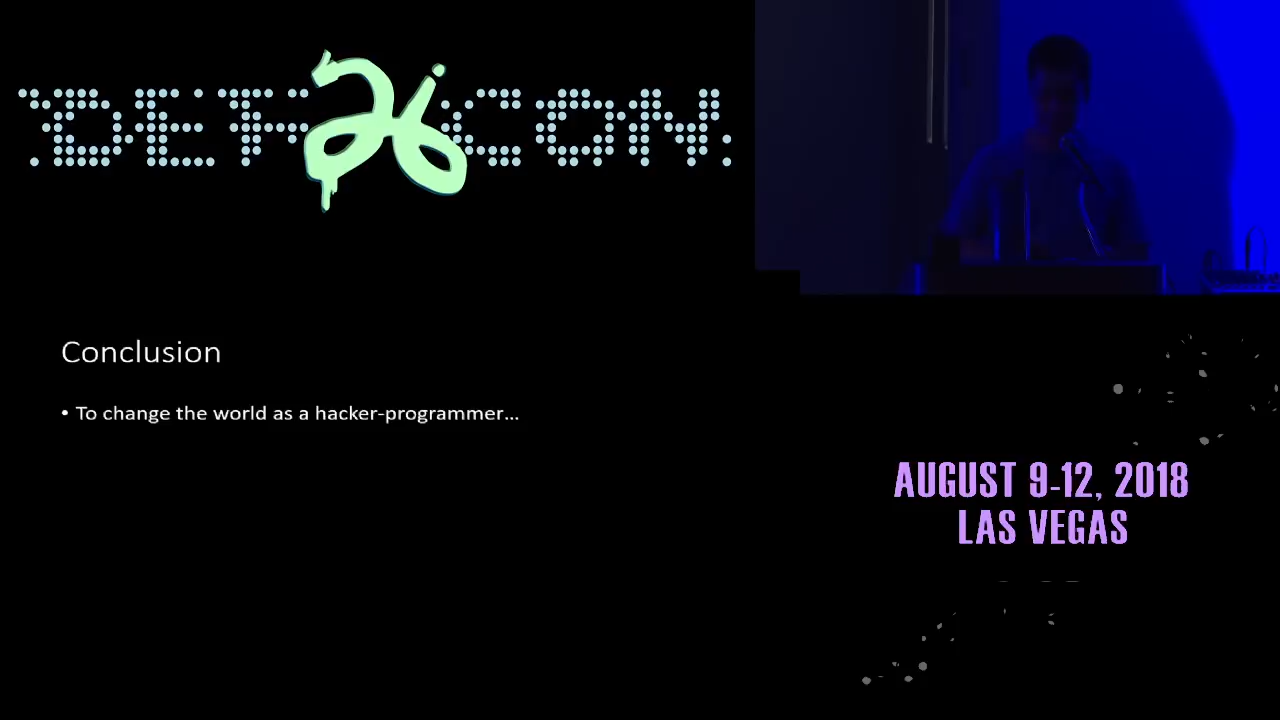 DEF 26 CON
Conclusion
• To change the world as a hacker-programmer...
AUGUST 9-12, 2018
LAS VEGAS